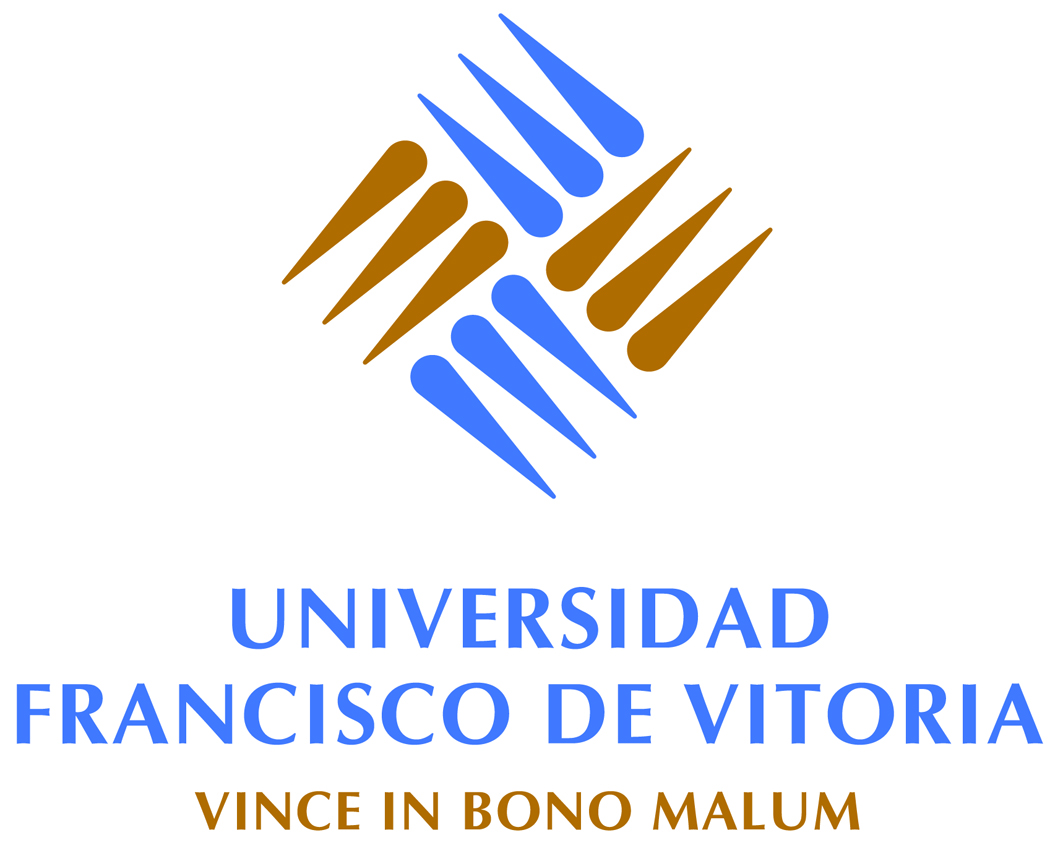 UNIVERSIDAD
FRANCISCO DE VITORIA
VINCE IN BONO MALUM